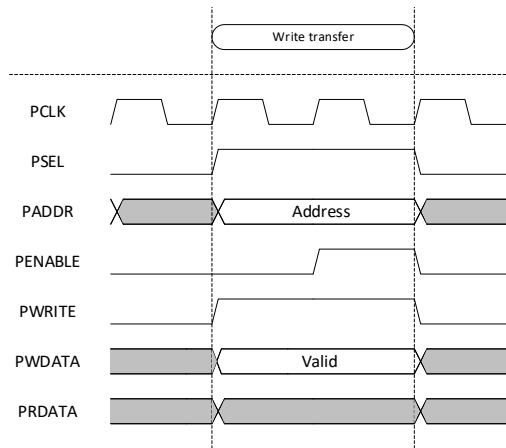 Write transfer
PCLK
PSEL
PADDR
Address
PENABLE
PWRITE
PWDATA
Valid
PRDATA